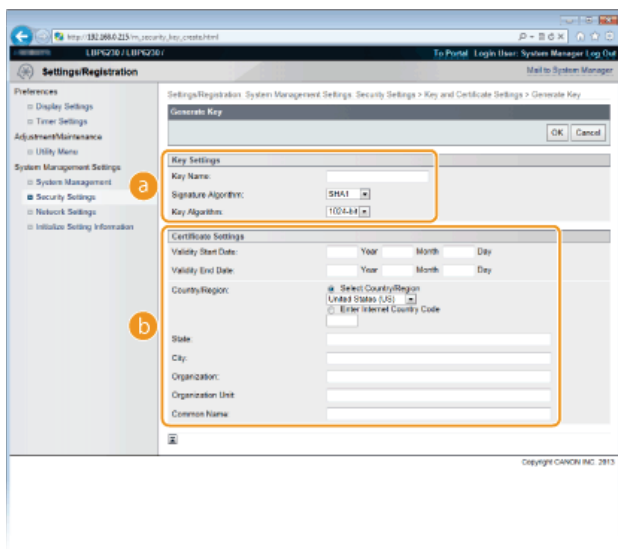 http://192.168.0.215/m_security_key_create.html
LBP6230 / LBP6230 /
To Portal Login User: System Manager Log Out
Settings/Registration
Mail to System Manager
Preferences
Display Settings
Timer Settings
Adjustment/Maintenance
Utility Menu
System Management Settings
System Management
Security Settings
Network Settings
Initialize Setting Information
Settings/Registration: System Management Settings: Security Settings > Key and Certificate Settings > Generate Key
Generate Key
OK Cancel
a
Key Settings
Key Name:
Signature Algorithm: SHA1
Key Algorithm: 1024-bit
b
Certificate Settings
Validity Start Date: Year Month Day
Validity End Date: Year Month Day
Country/Region: Select Country/Region
United States (US)
Enter Internet Country Code
State:
City:
Organization:
Organization Unit:
Common Name:
Copyright CANON INC. 2013